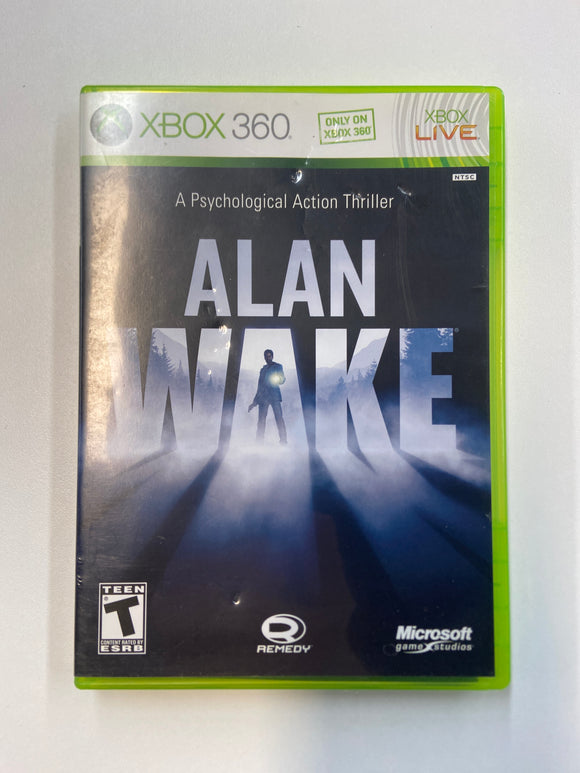 XBOX 360
ONLY ON
XBOX 360
XBOX
LIVE
NTSC
A Psychological Action Thriller
ALAN
WAKE
TEEN
T
CONTENT RATED BY
ESRB
REMEDY
Microsoft
game studios